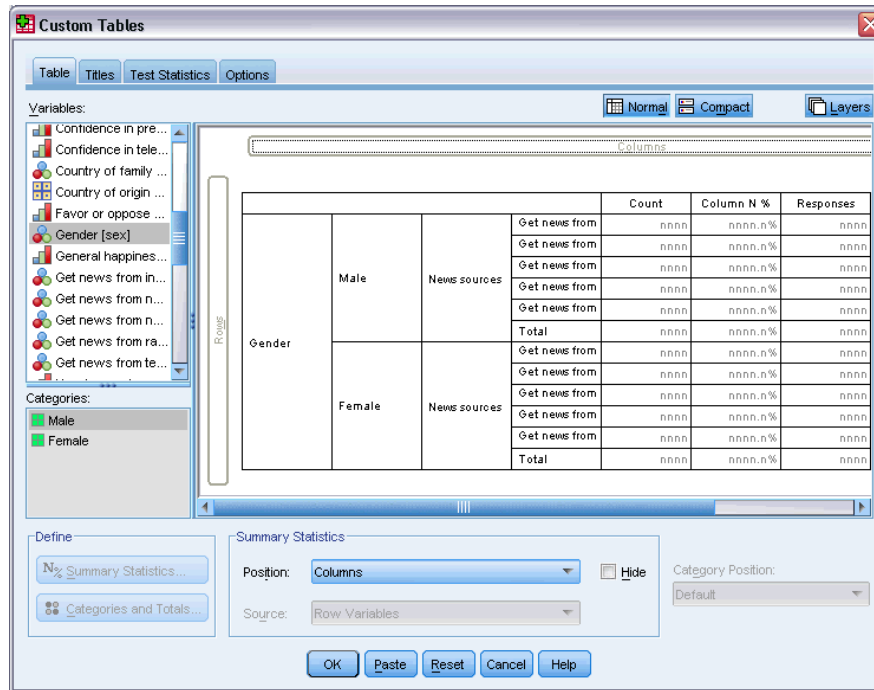 Custom Tables
Table Titles Test Statistics Options
Variables:
Normal Compact Layers
Confidence in pre...
Confidence in tele...
Country of family ...
Country of origin ...
Favor or oppose ...
Gender [sex]
General happines...
Get news from in...
Get news from n...
Get news from n...
Get news from ra...
Get news from te...
Categories:
Male
Female
Columns
Rows
Count Column N % Responses
Gender Male News sources Get news from nnnn nnnn.n% nnnn
Get news from nnnn nnnn.n% nnnn
Get news from nnnn nnnn.n% nnnn
Get news from nnnn nnnn.n% nnnn
Get news from nnnn nnnn.n% nnnn
Total nnnn nnnn.n% nnnn
Female News sources Get news from nnnn nnnn.n% nnnn
Get news from nnnn nnnn.n% nnnn
Get news from nnnn nnnn.n% nnnn
Get news from nnnn nnnn.n% nnnn
Get news from nnnn nnnn.n% nnnn
Total nnnn nnnn.n% nnnn
Define
N% Summary Statistics...
Categories and Totals...
Summary Statistics
Position: Columns Hide
Source: Row Variables
Category Position:
Default
OK Paste Reset Cancel Help